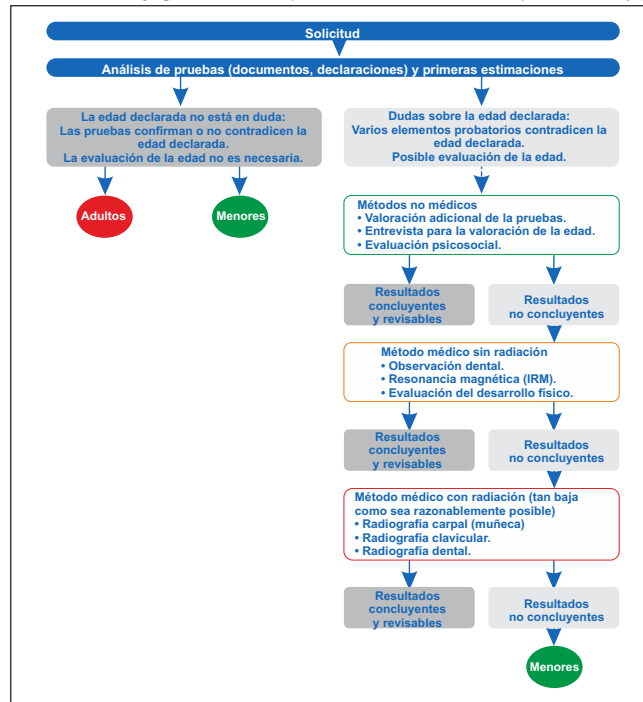 Solicitud
Análisis de pruebas (documentos, declaraciones) y primeras estimaciones
La edad declarada no está en duda:
Las pruebas confirman o no contradicen la
edad declarada.
La evaluación de la edad no es necesaria.
Dudas sobre la edad declarada:
Varios elementos probatorios contradicen la
edad declarada.
Posible evaluación de la edad.
Adultos
Menores
Métodos no médicos
• Valoración adicional de la pruebas.
• Entrevista para la valoración de la edad.
• Evaluación psicosocial.
Resultados
concluyentes
y revisables
Resultados
no concluyentes
Método médico sin radiación
• Observación dental.
• Resonancia magnética (IRM).
• Evaluación del desarrollo físico.
Resultados
concluyentes
y revisables
Resultados
no concluyentes
Método médico con radiación (tan baja
como sea razonablemente posible)
• Radiografía carpal (muñeca)
• Radiografía clavicular.
• Radiografía dental.
Resultados
concluyentes
y revisables
Resultados
no concluyentes
Menores